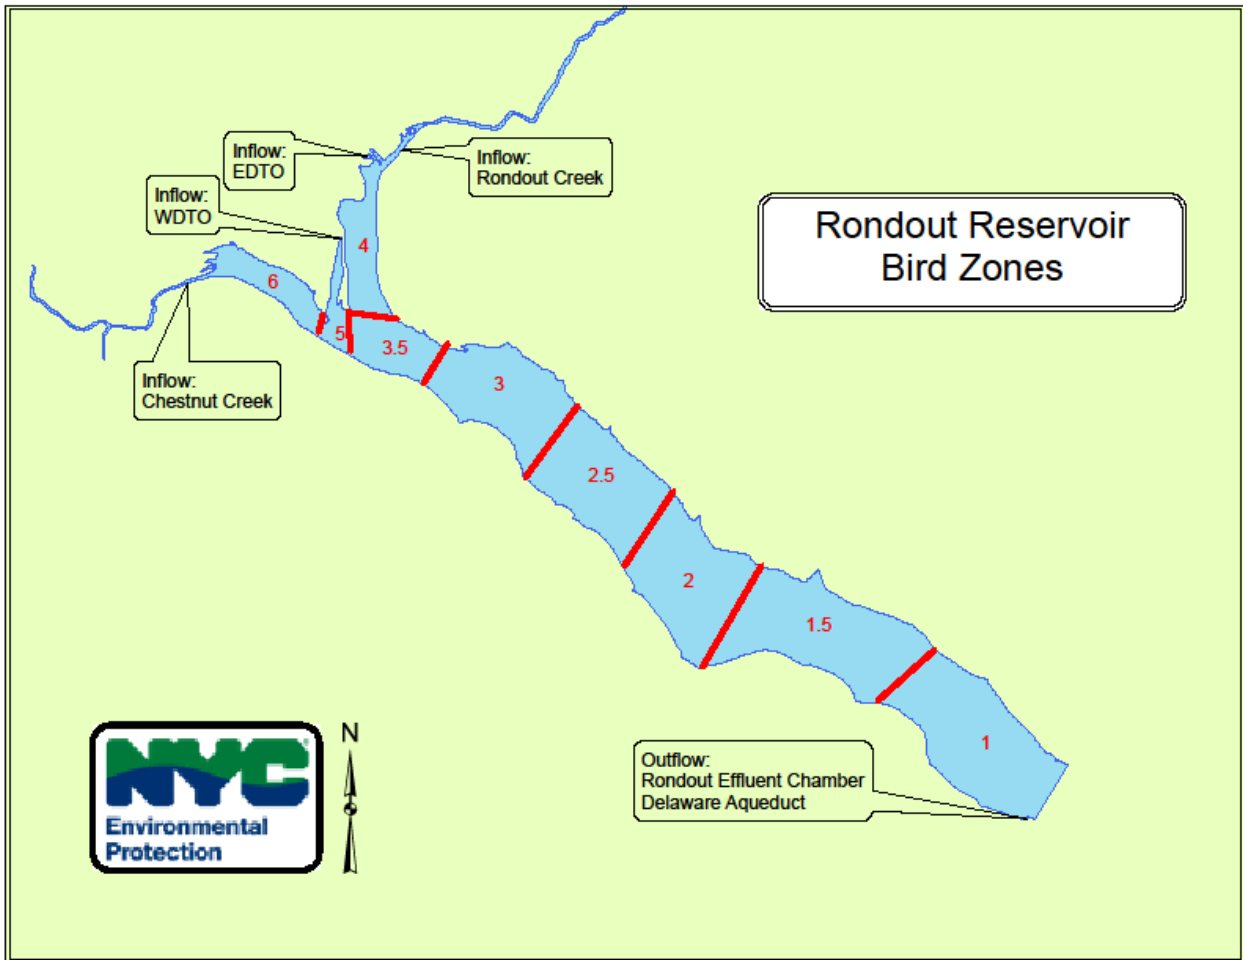 Rondout Reservoir
Bird Zones
Inflow:
EDTO
Inflow:
Rondout Creek
Inflow:
WDTO
4
6
5
3.5
3
Inflow:
Chestnut Creek
2.5
2
1.5
1
Outflow:
Rondout Effluent Chamber
Delaware Aqueduct
NYC
Environmental
Protection
N